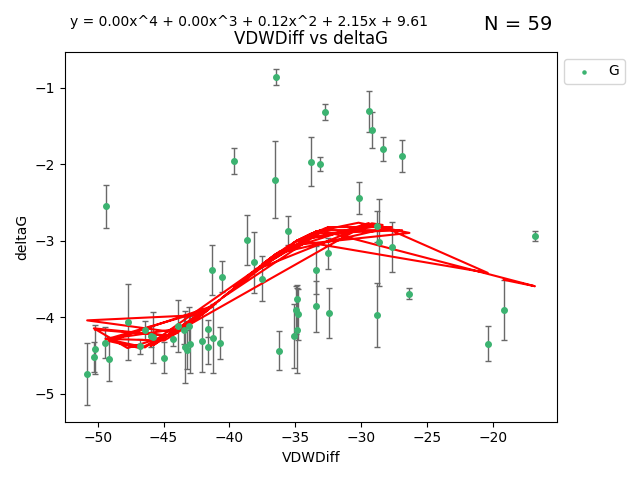 y = 0.00x^4 + 0.00x^3 + 0.12x^2 + 2.15x + 9.61
N = 59
VDWDiff vs deltaG
G
−1
−2
−3
−4
−5
deltaG
−50
−45
−40
−35
−30
−25
−20
VDWDiff